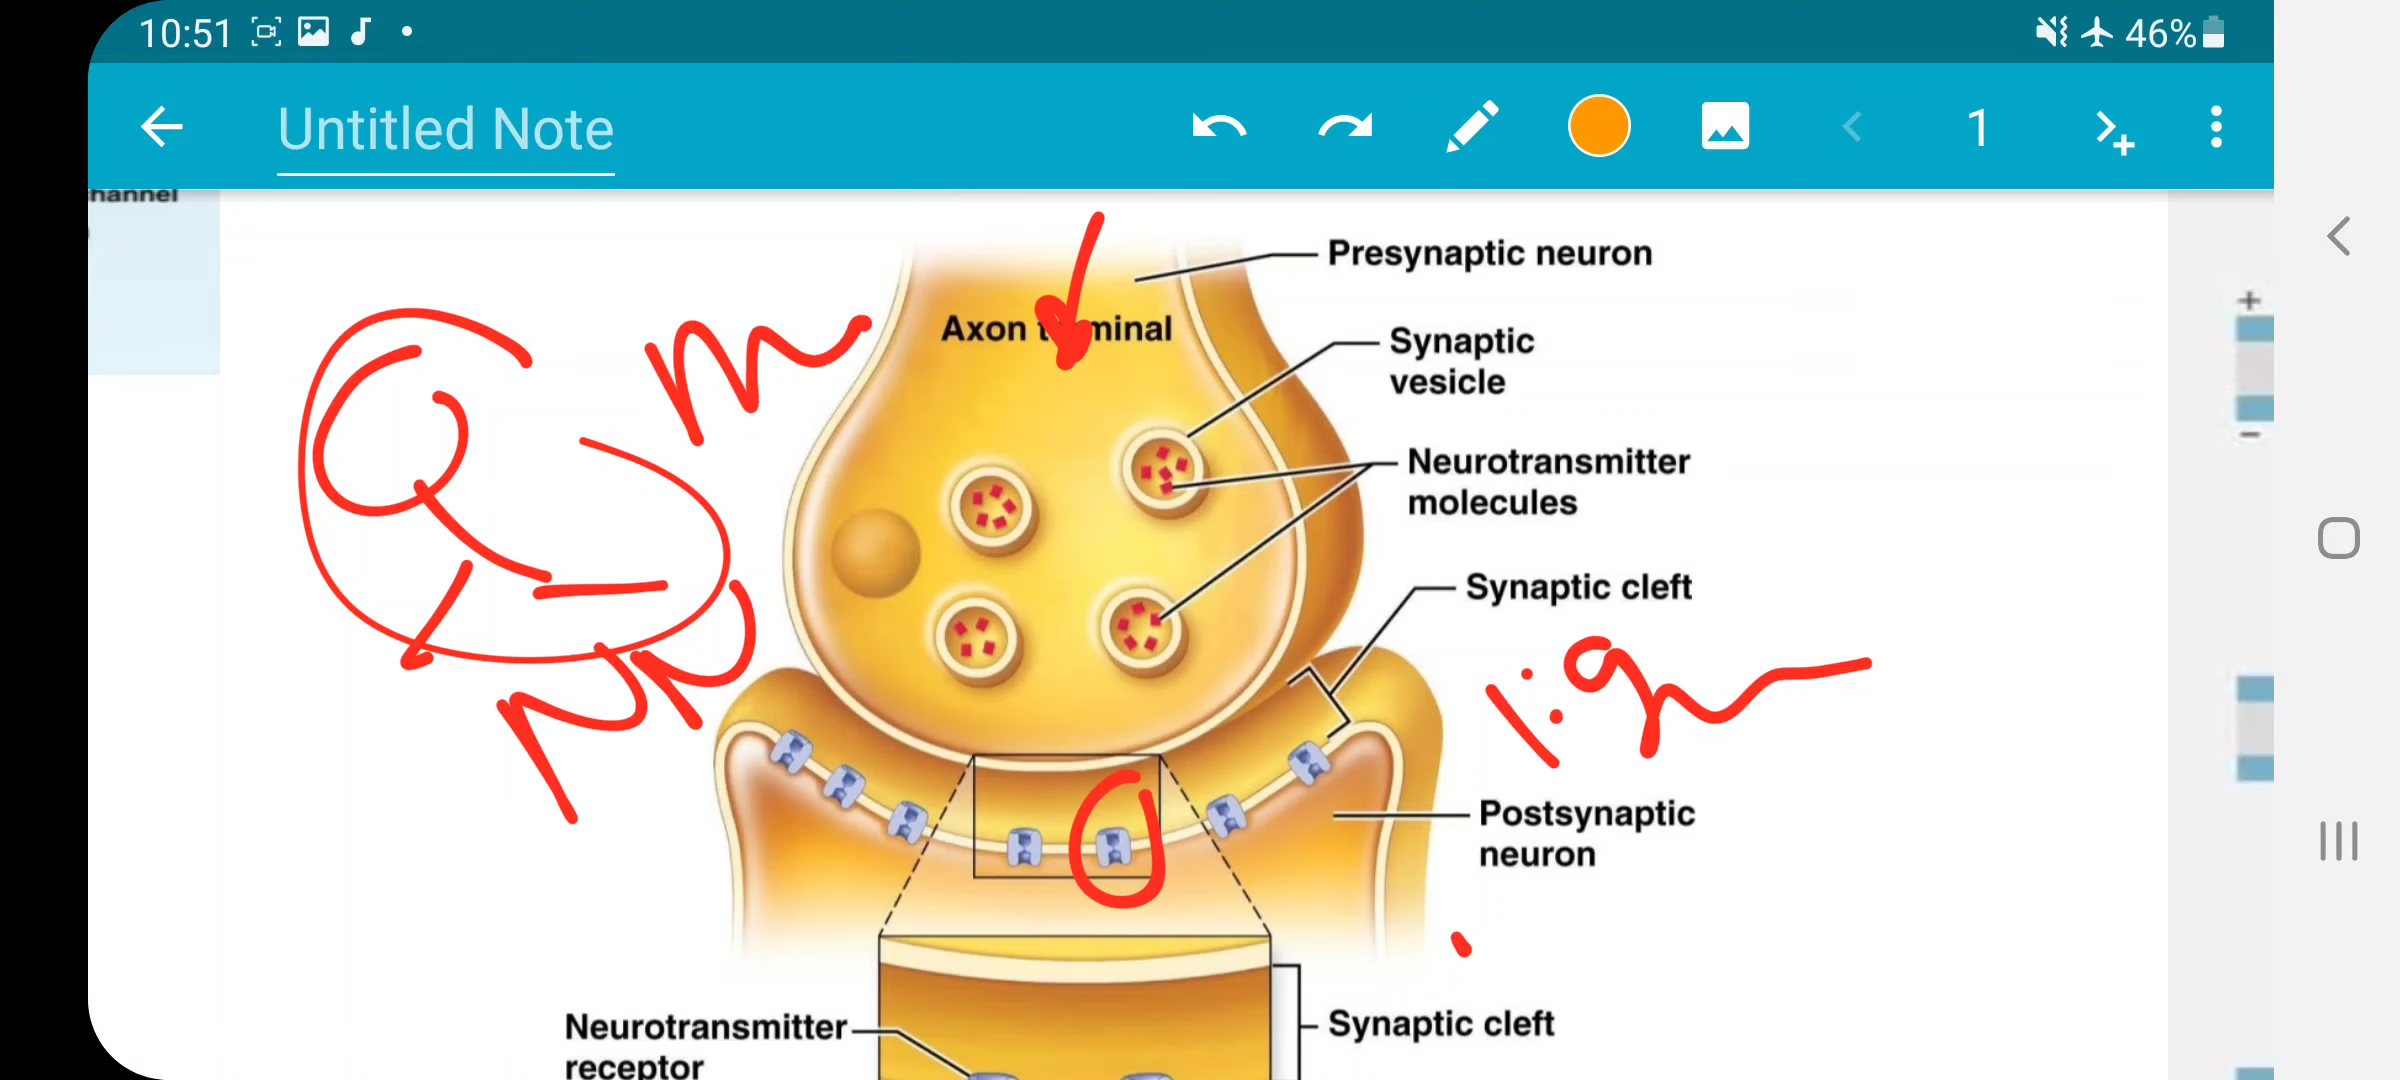 10:51
46%
Untitled Note
1
hannel
Presynaptic neuron
Axon terminal
Synaptic
vesicle
Neurotransmitter
molecules
Synaptic cleft
Postsynaptic
neuron
Neurotransmitter
receptor
Synaptic cleft
+
−